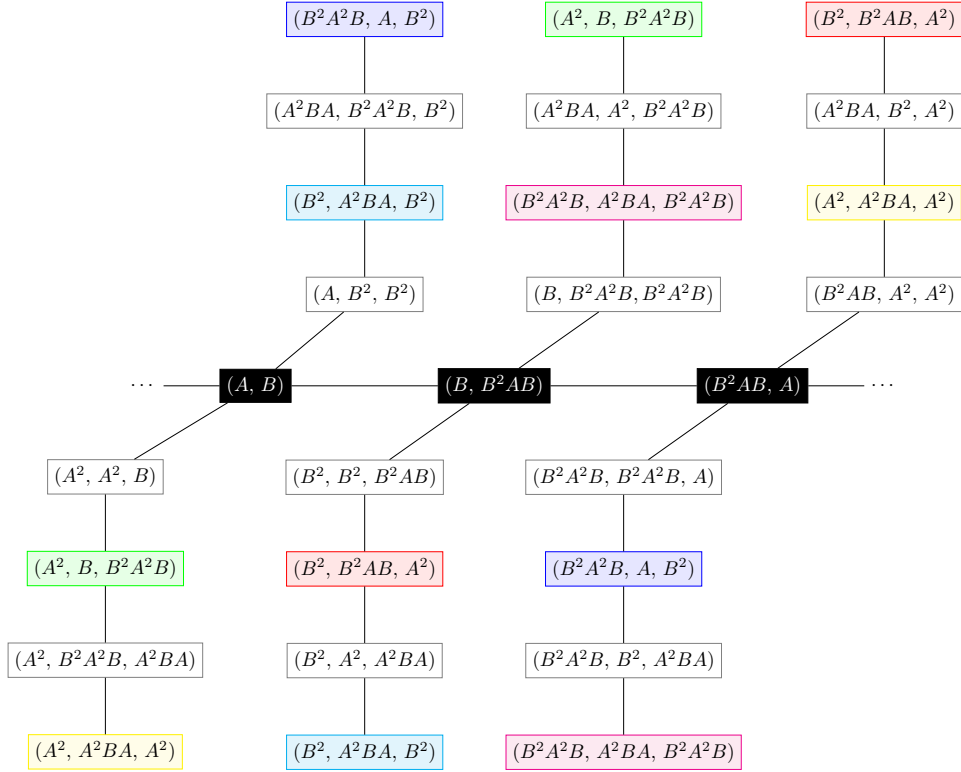 (B²A²B, A, B²) (A², B, B²A²B) (B², B²AB, A²)
(A²BA, B²A²B, B²) (A²BA, A², B²A²B) (A²BA, B², A²)
(B², A²BA, B²) (B²A²B, A²BA, B²A²B) (A², A²BA, A²)
(A, B², B²) (B, B²A²B, B²A²B) (B²AB, A², A²)
··· (A, B) (B, B²AB) (B²AB, A) ···
(A², A², B) (B², B², B²AB) (B²A²B, B²A²B, A)
(A², B, B²A²B) (B², B²AB, A²) (B²A²B, A, B²)
(A², B²A²B, A²BA) (B², A², A²BA) (B²A²B, B², A²BA)
(A², A²BA, A²) (B², A²BA, B²) (B²A²B, A²BA, B²A²B)